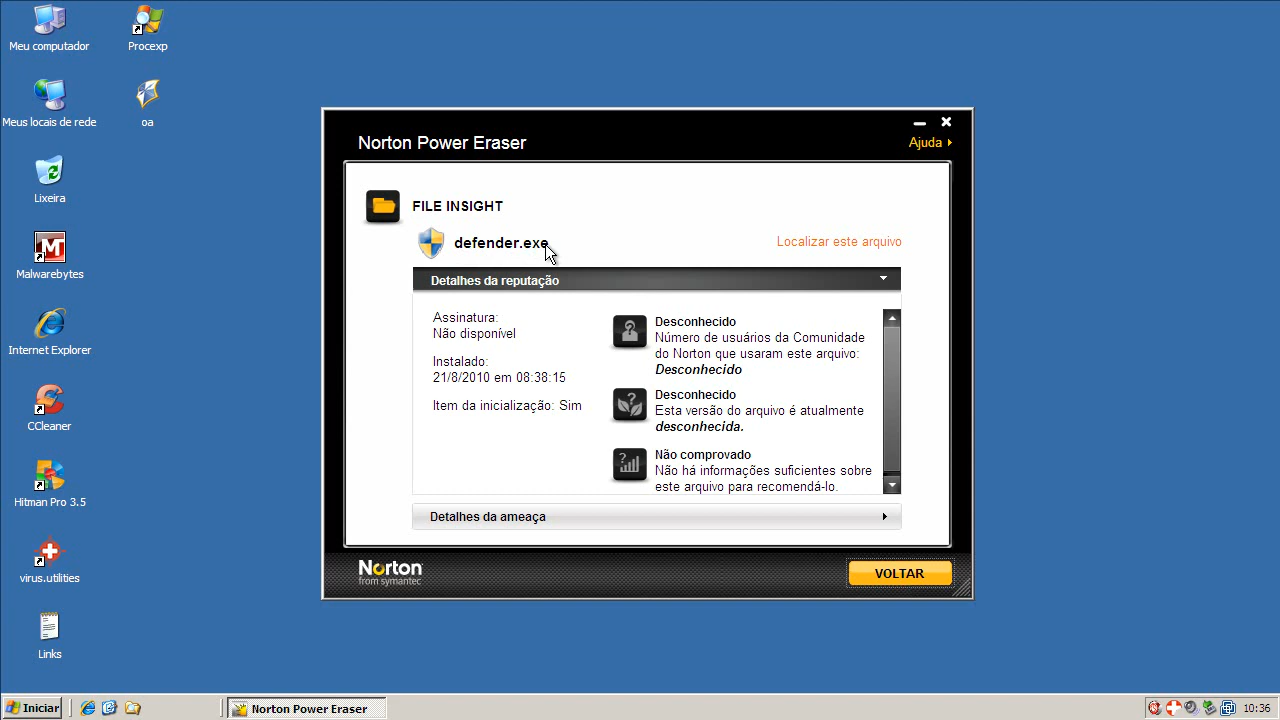 Meu computador
Procexp
Meus locais de rede
oa
Lixeira
Malwarebytes
Internet Explorer
CCleaner
Hitman Pro 3.5
virus.utilities
Links
Norton Power Eraser
Ajuda
FILE INSIGHT
defender.exe
Localizar este arquivo
Detalhes da reputação
Assinatura:
Não disponível
Instalado:
21/8/2010 em 08:38:15
Item da inicialização: Sim
Desconhecido
Número de usuários da Comunidade
do Norton que usaram este arquivo:
Desconhecido
Desconhecido
Esta versão do arquivo é atualmente
desconhecida.
Não comprovado
Não há informações suficientes sobre
este arquivo para recomendá-lo.
Detalhes da ameaça
Norton
from symantec
VOLTAR
Iniciar
Norton Power Eraser
10:36